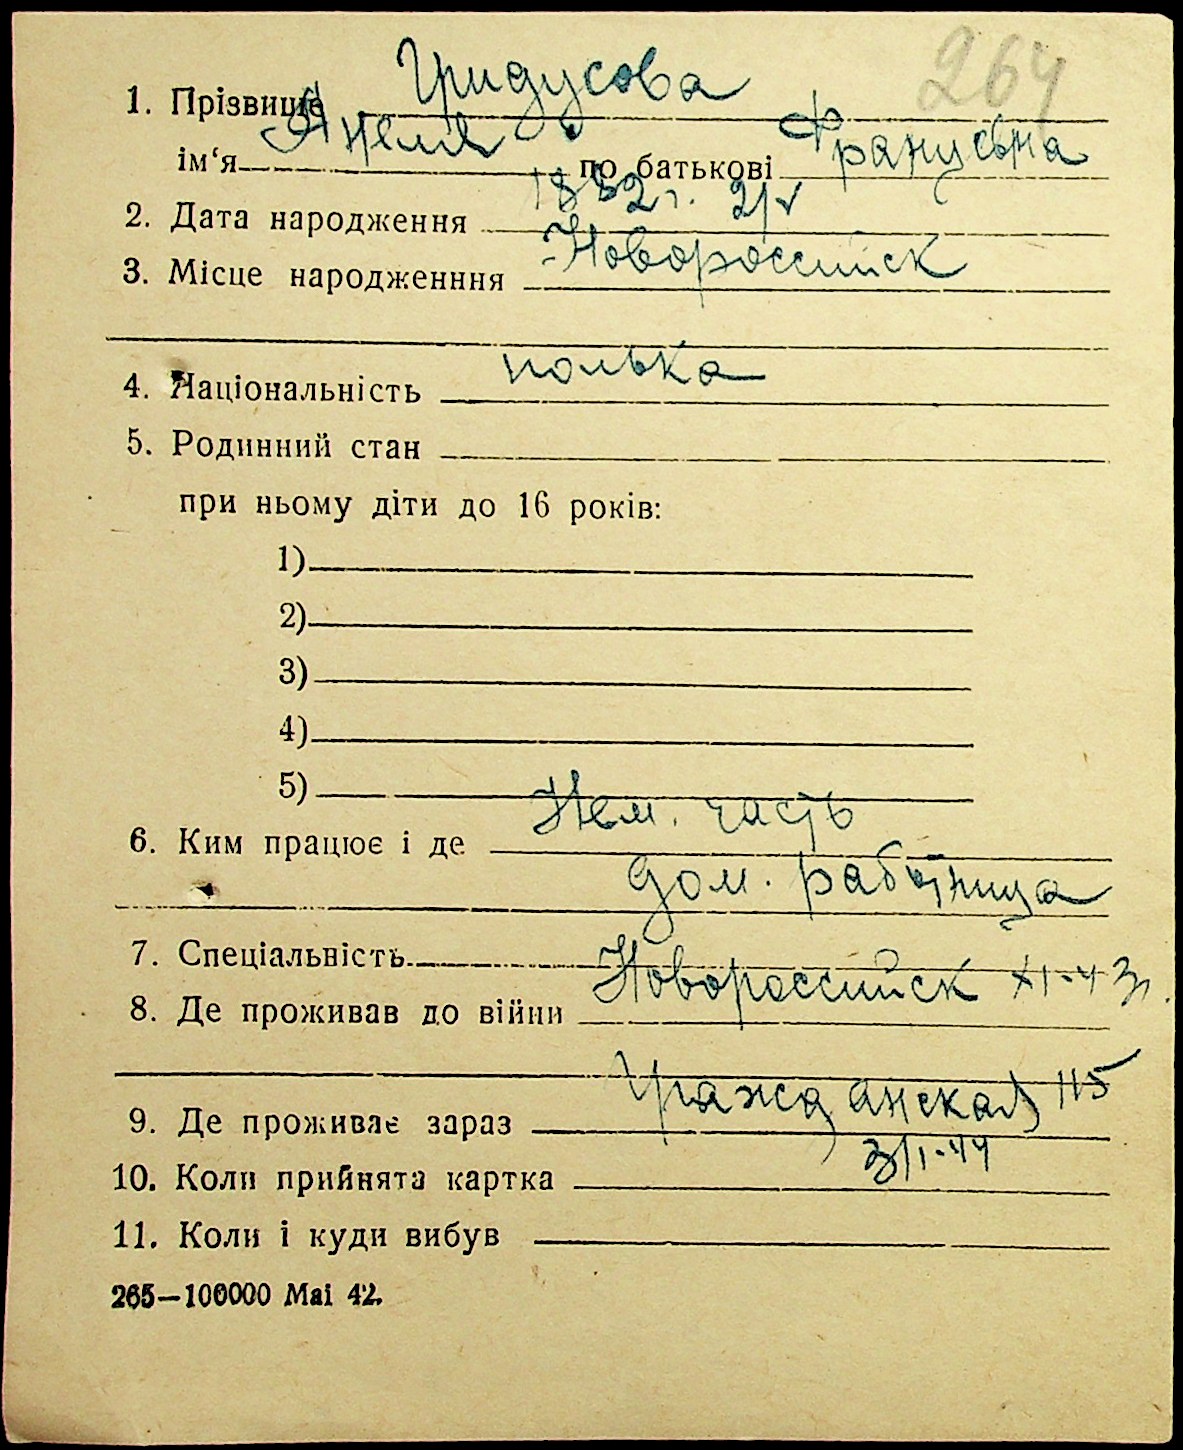 264
1. Прізвище Гридусова
ім‘я Анеля по батькові Францевна
2. Дата народження 1882 г. 2/V
3. Місце народженння Новороссийск
4. Національність полька
5. Родинний стан
при ньому діти до 16 років:
1)
2)
3)
4)
5)
6. Ким працює і де Нем. часть
дом. работница
7. Спеціальність
8. Де проживав до війни Новороссийск XI-43г.
9. Де проживає зараз Гражданская 115
10. Коли прийнята картка 3/I-44
11. Коли і куди вибув
265—100000 Mai 42.